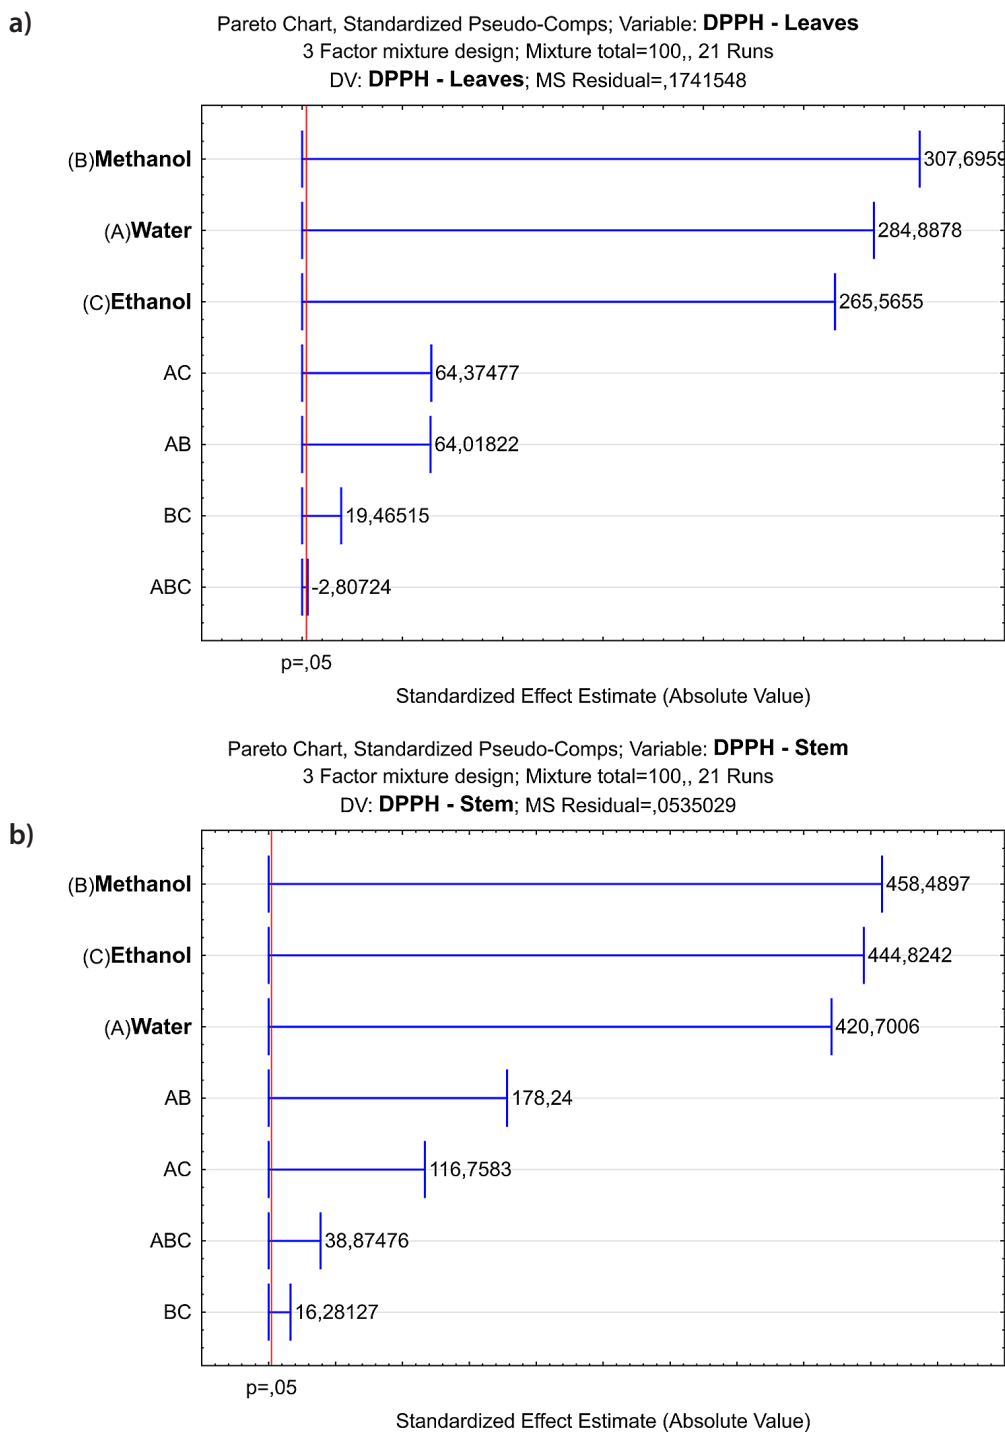 a)
Pareto Chart, Standardized Pseudo-Comps; Variable: DPPH - Leaves
3 Factor mixture design; Mixture total=100,, 21 Runs
DV: DPPH - Leaves; MS Residual=,1741548
(B)Methanol 307,6959
(A)Water 284,8878
(C)Ethanol 265,5655
AC 64,37477
AB 64,01822
BC 19,46515
ABC -2,80724
p=,05
Standardized Effect Estimate (Absolute Value)
Pareto Chart, Standardized Pseudo-Comps; Variable: DPPH - Stem
3 Factor mixture design; Mixture total=100,, 21 Runs
DV: DPPH - Stem; MS Residual=,0535029
b)
(B)Methanol 458,4897
(C)Ethanol 444,8242
(A)Water 420,7006
AB 178,24
AC 116,7583
ABC 38,87476
BC 16,28127
p=,05
Standardized Effect Estimate (Absolute Value)